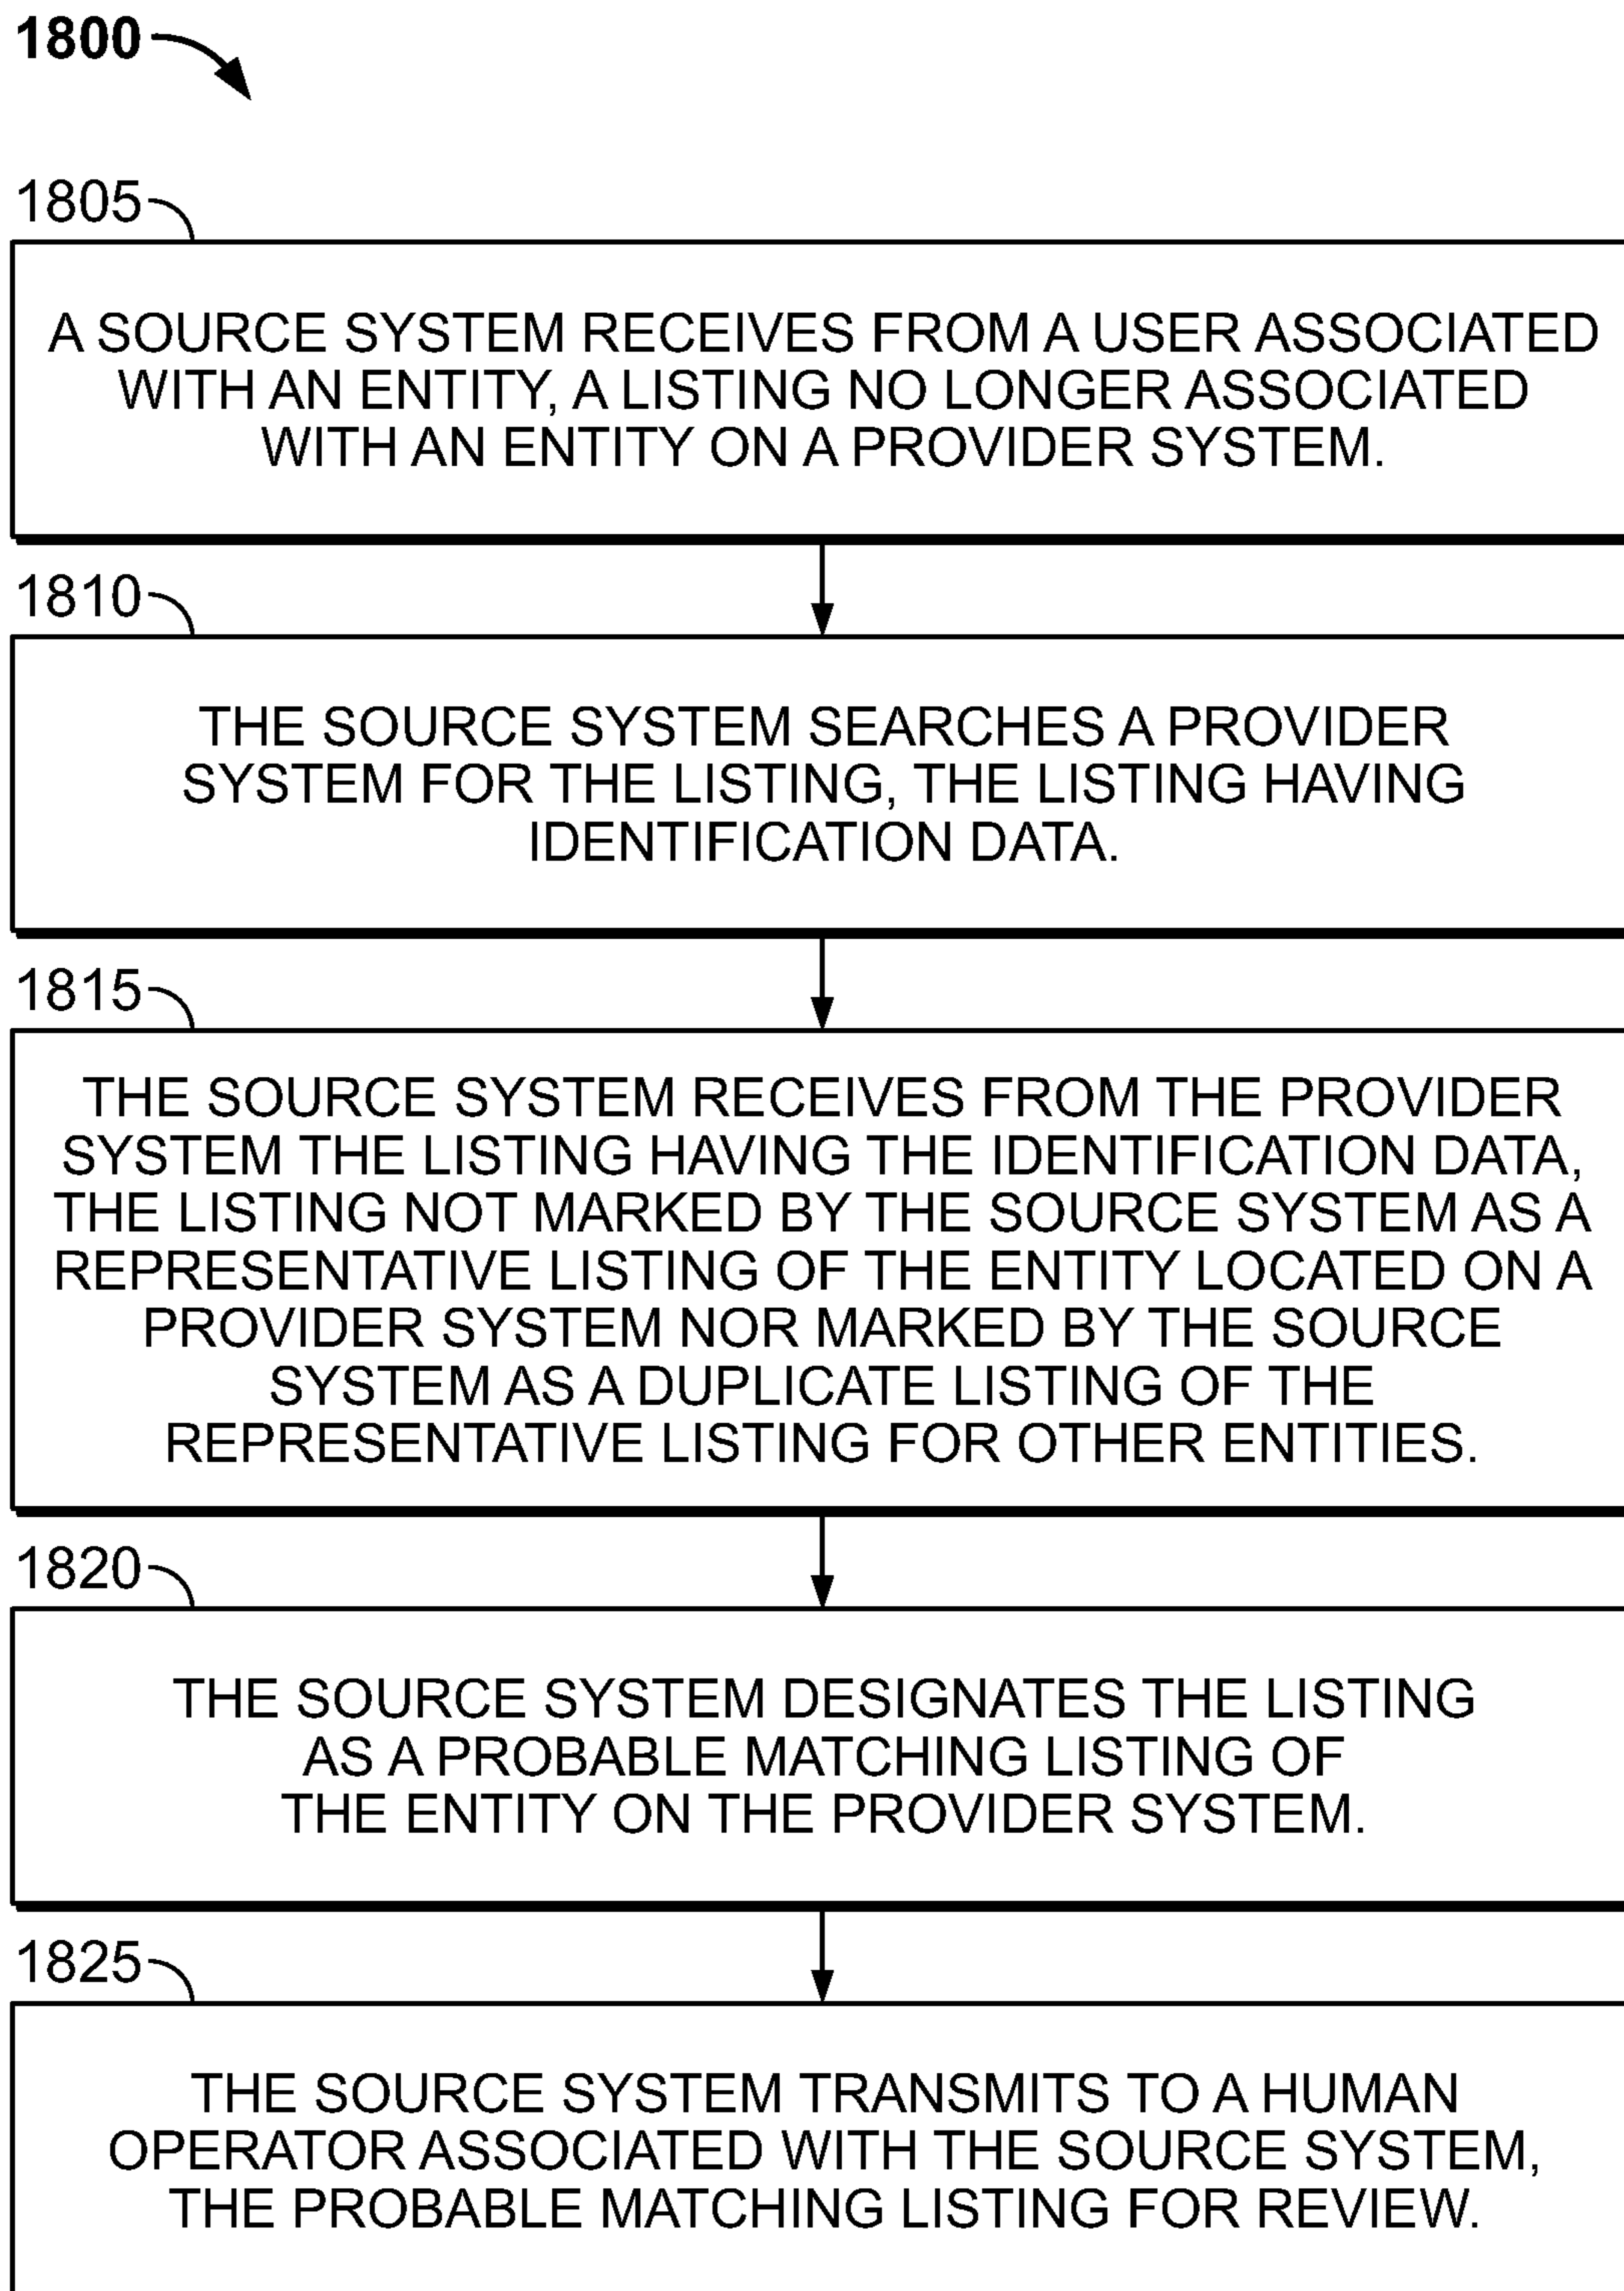 1800
1805
A SOURCE SYSTEM RECEIVES FROM A USER ASSOCIATED
WITH AN ENTITY, A LISTING NO LONGER ASSOCIATED
WITH AN ENTITY ON A PROVIDER SYSTEM.
1810
THE SOURCE SYSTEM SEARCHES A PROVIDER
SYSTEM FOR THE LISTING, THE LISTING HAVING
IDENTIFICATION DATA.
1815
THE SOURCE SYSTEM RECEIVES FROM THE PROVIDER
SYSTEM THE LISTING HAVING THE IDENTIFICATION DATA,
THE LISTING NOT MARKED BY THE SOURCE SYSTEM AS A
REPRESENTATIVE LISTING OF THE ENTITY LOCATED ON A
PROVIDER SYSTEM NOR MARKED BY THE SOURCE
SYSTEM AS A DUPLICATE LISTING OF THE
REPRESENTATIVE LISTING FOR OTHER ENTITIES.
1820
THE SOURCE SYSTEM DESIGNATES THE LISTING
AS A PROBABLE MATCHING LISTING OF
THE ENTITY ON THE PROVIDER SYSTEM.
1825
THE SOURCE SYSTEM TRANSMITS TO A HUMAN
OPERATOR ASSOCIATED WITH THE SOURCE SYSTEM,
THE PROBABLE MATCHING LISTING FOR REVIEW.